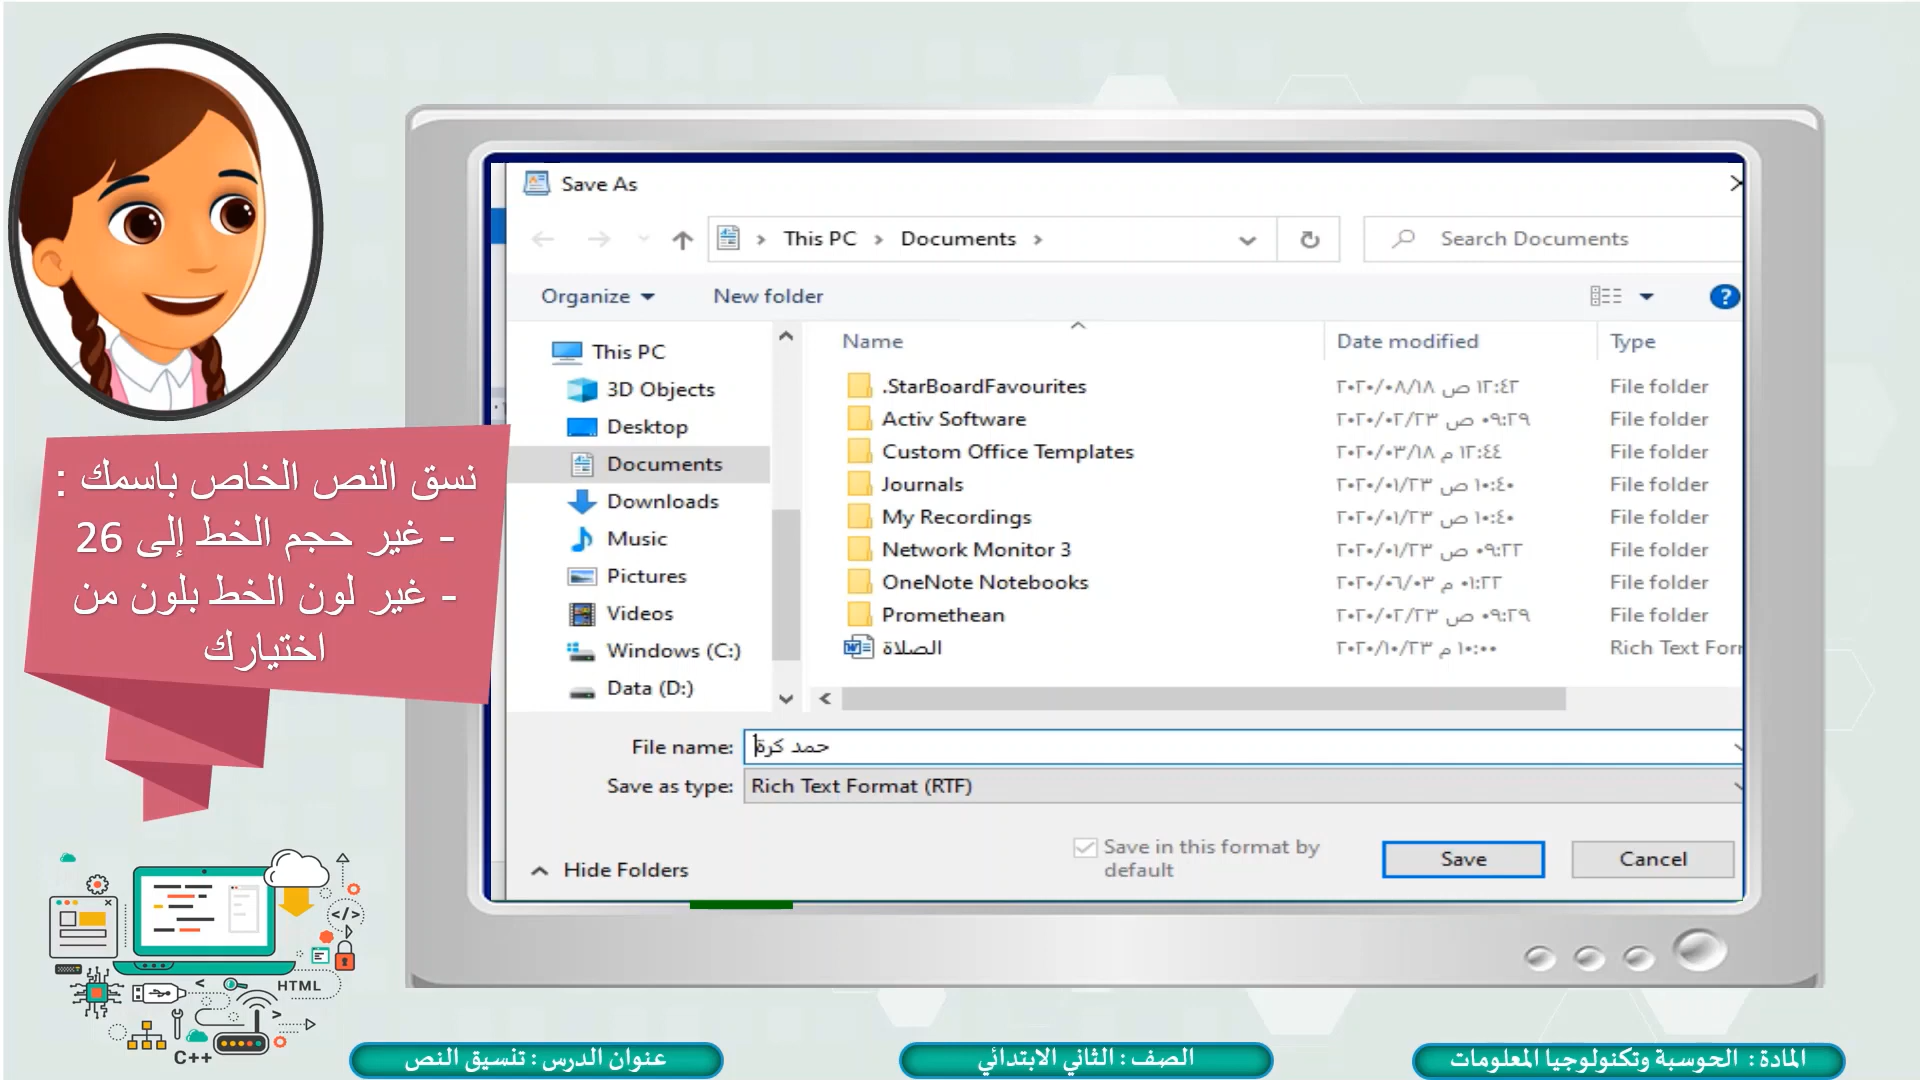 Save As
This PC
Documents
Search Documents
Organize
New folder
Name
Date modified
Type
This PC
3D Objects
Desktop
Documents
Downloads
Music
Pictures
Videos
Windows (C:)
Data (D:)
.StarBoardFavourites ٢٠٢٠/٠٨/١٨ ص ١٢:٤٢ File folder
Activ Software ٢٠٢٠/٠٢/٢٣ ص ٠٩:٢٩ File folder
Custom Office Templates ٢٠٢٠/٠٣/١٨ م ١٢:٤٤ File folder
Journals ٢٠٢٠/٠١/٢٣ ص ١٠:٤٠ File folder
My Recordings ٢٠٢٠/٠١/٢٣ ص ١٠:٤٠ File folder
Network Monitor 3 ٢٠٢٠/٠١/٢٣ ص ٠٩:٢٢ File folder
OneNote Notebooks ٢٠٢٠/٠٦/٠٣ م ٠١:٢٢ File folder
Promethean ٢٠٢٠/٠٢/٢٣ ص ٠٩:٢٩ File folder
الصلاة ٢٠٢٠/١٠/٢٣ م ١٠:٠٠ Rich Text Forr
File name: حمد كرة
Save as type: Rich Text Format (RTF)
Save in this format by
default
Save
Cancel
Hide Folders
نسق النص الخاص باسمك :
- غير حجم الخط إلى 26
- غير لون الخط بلون من
اختيارك
</>
HTML
C++
المادة : الحوسبة وتكنولوجيا المعلومات
الصف : الثاني الابتدائي
عنوان الدرس : تنسيق النص